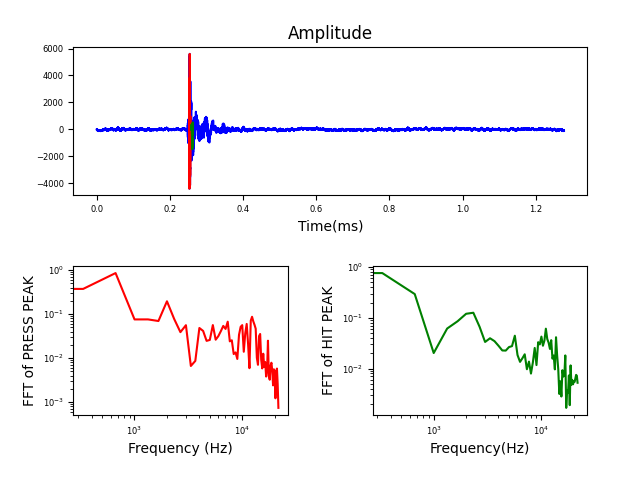 Amplitude
6000
4000
2000
0
−2000
−4000
0.0 0.2 0.4 0.6 0.8 1.0 1.2
Time(ms)
FFT of PRESS PEAK
10⁰
10⁻¹
10⁻²
10⁻³
10³ 10⁴
Frequency (Hz)
FFT of HIT PEAK
10⁰
10⁻¹
10⁻²
10³ 10⁴
Frequency(Hz)